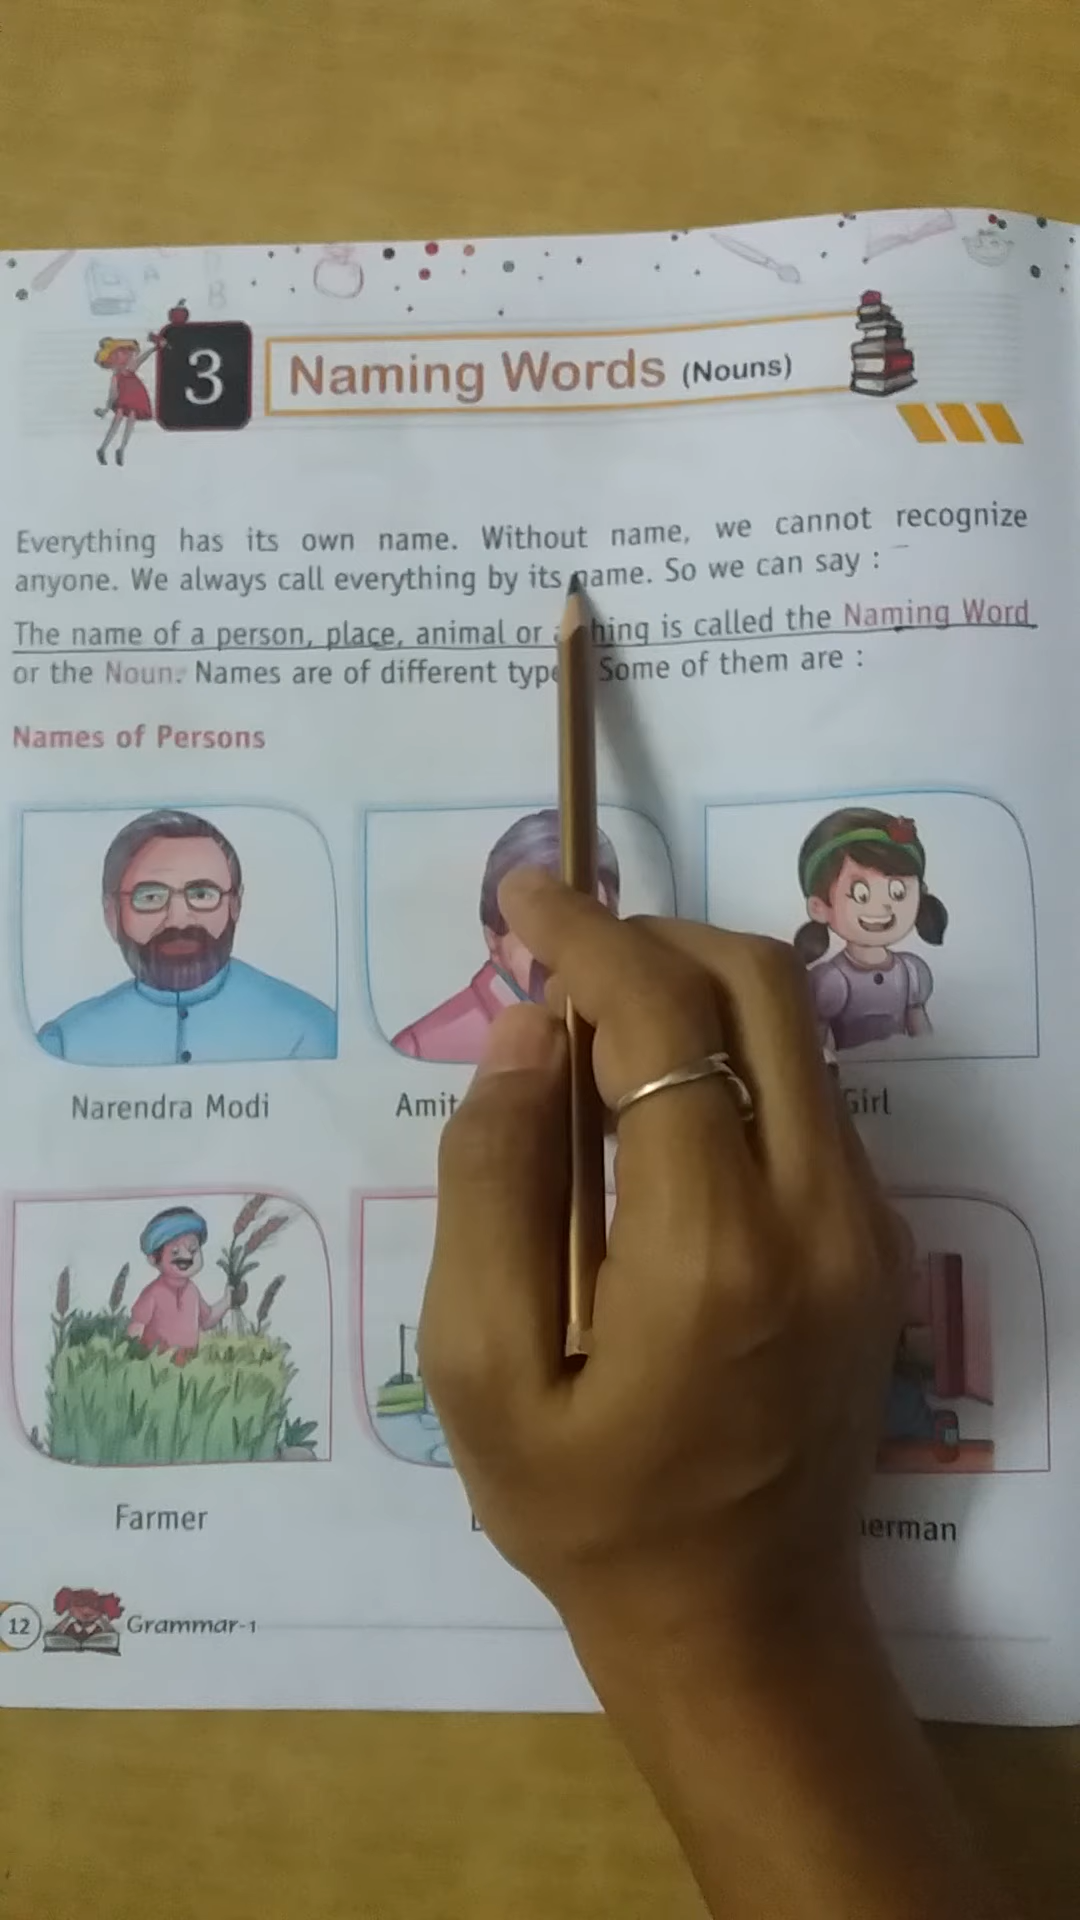 3 Naming Words (Nouns)
Everything has its own name. Without name, we cannot recognize
anyone. We always call everything by its name. So we can say :
The name of a person, place, animal or thing is called the Naming Word
or the Noun. Names are of different type Some of them are :
Names of Persons
Narendra Modi Amit Girl
Farmer
12 Grammar-1